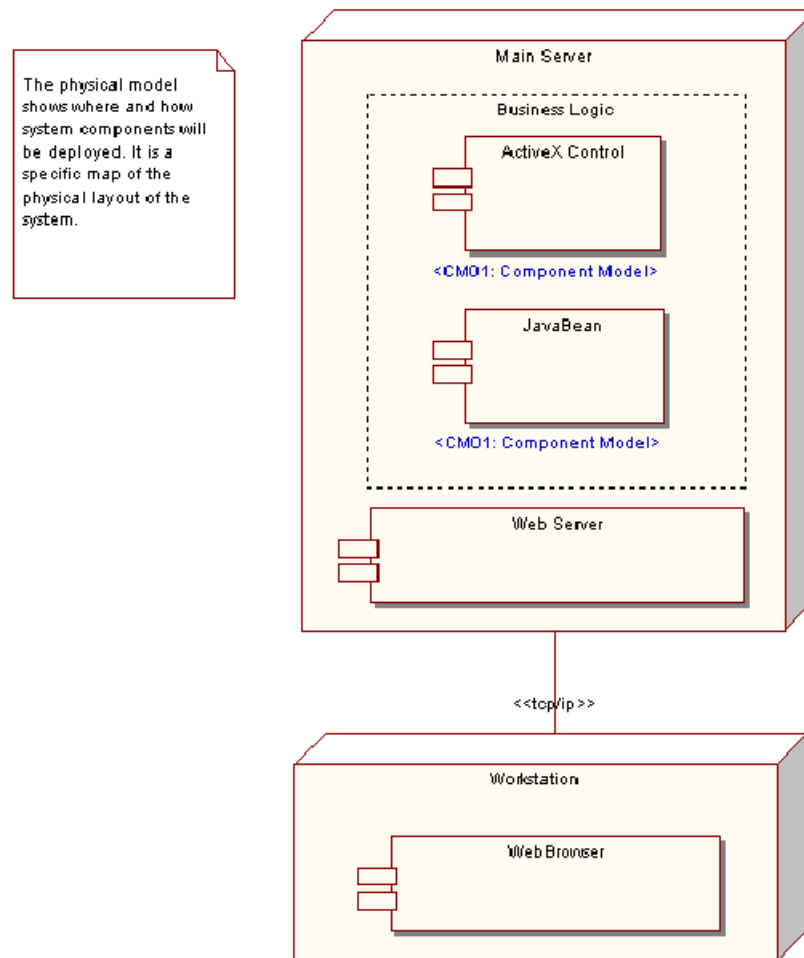 The physical model
shows where and how
system components will
be deployed. It is a
specific map of the
physical layout of the
system.
Main Server
Business Logic
ActiveX Control
<CM01: Component Model>
JavaBean
<CM01: Component Model>
Web Server
<<tcp/ip>>
Workstation
Web Browser